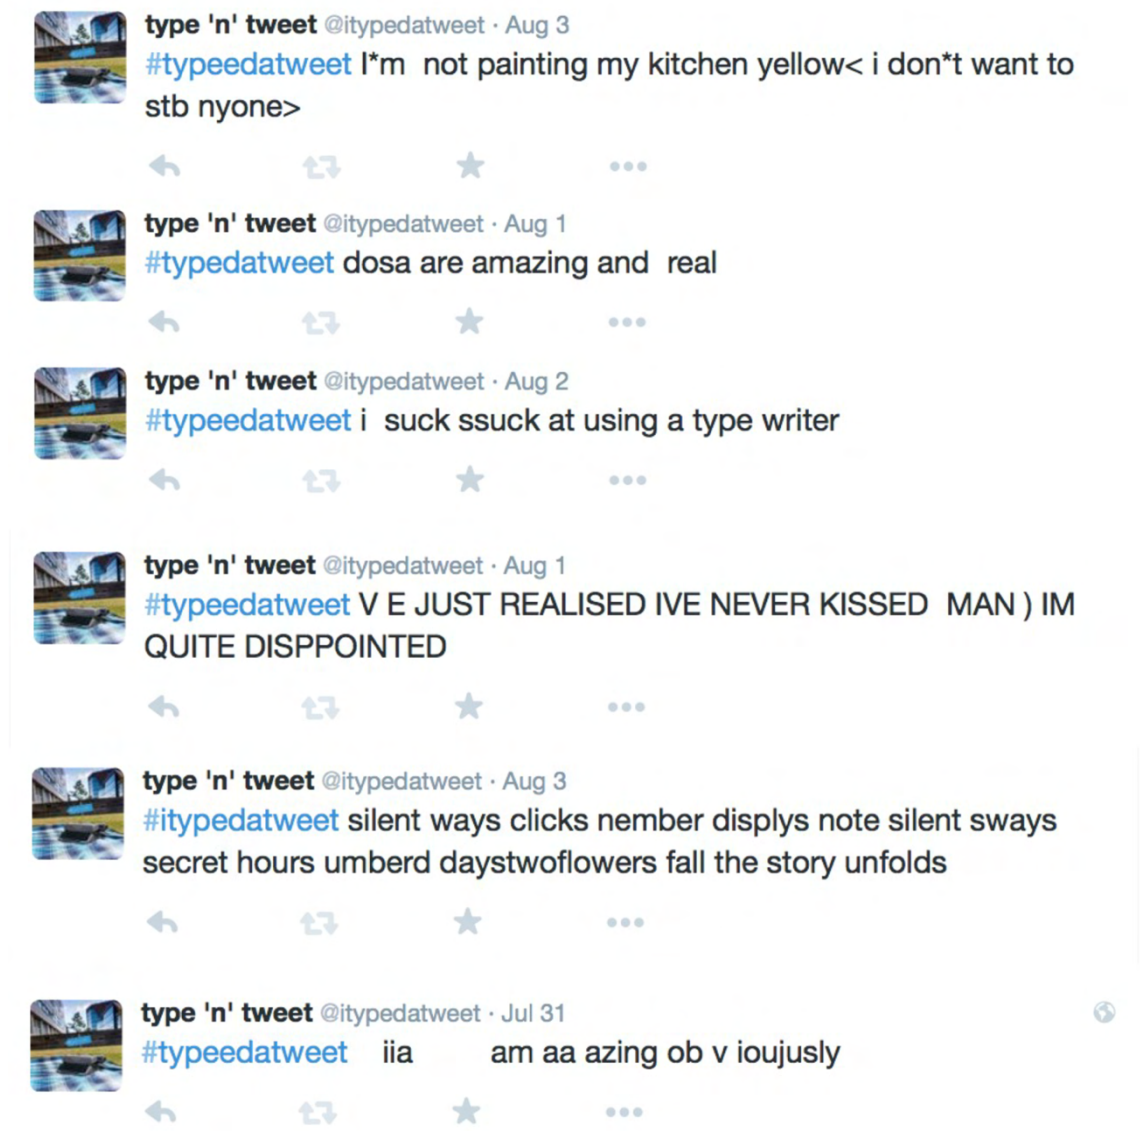 type 'n' tweet @itypedatweet · Aug 3
#typeedatweet I*m  not painting my kitchen yellow< i don*t want to
stb nyone>
type 'n' tweet @itypedatweet · Aug 1
#typedatweet dosa are amazing and  real
type 'n' tweet @itypedatweet · Aug 2
#typeedatweet i  suck ssuck at using a type writer
type 'n' tweet @itypedatweet · Aug 1
#typeedatweet V E JUST REALISED IVE NEVER KISSED  MAN ) IM
QUITE DISPPOINTED
type 'n' tweet @itypedatweet · Aug 3
#itypedatweet silent ways clicks nember displys note silent sways
secret hours umberd daystwoflowers fall the story unfolds
type 'n' tweet @itypedatweet · Jul 31
#typeedatweet    iia        am aa azing ob v ioujusly